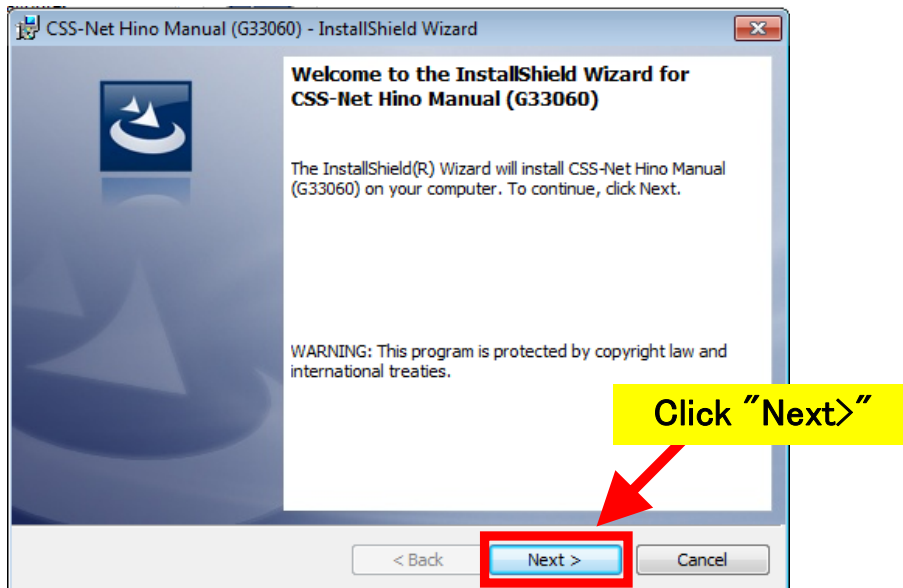 CSS-Net Hino Manual (G33060) - InstallShield Wizard
Welcome to the InstallShield Wizard for
CSS-Net Hino Manual (G33060)
The InstallShield(R) Wizard will install CSS-Net Hino Manual
(G33060) on your computer. To continue, click Next.
WARNING: This program is protected by copyright law and
international treaties.
Click "Next>"
< Back
Next >
Cancel